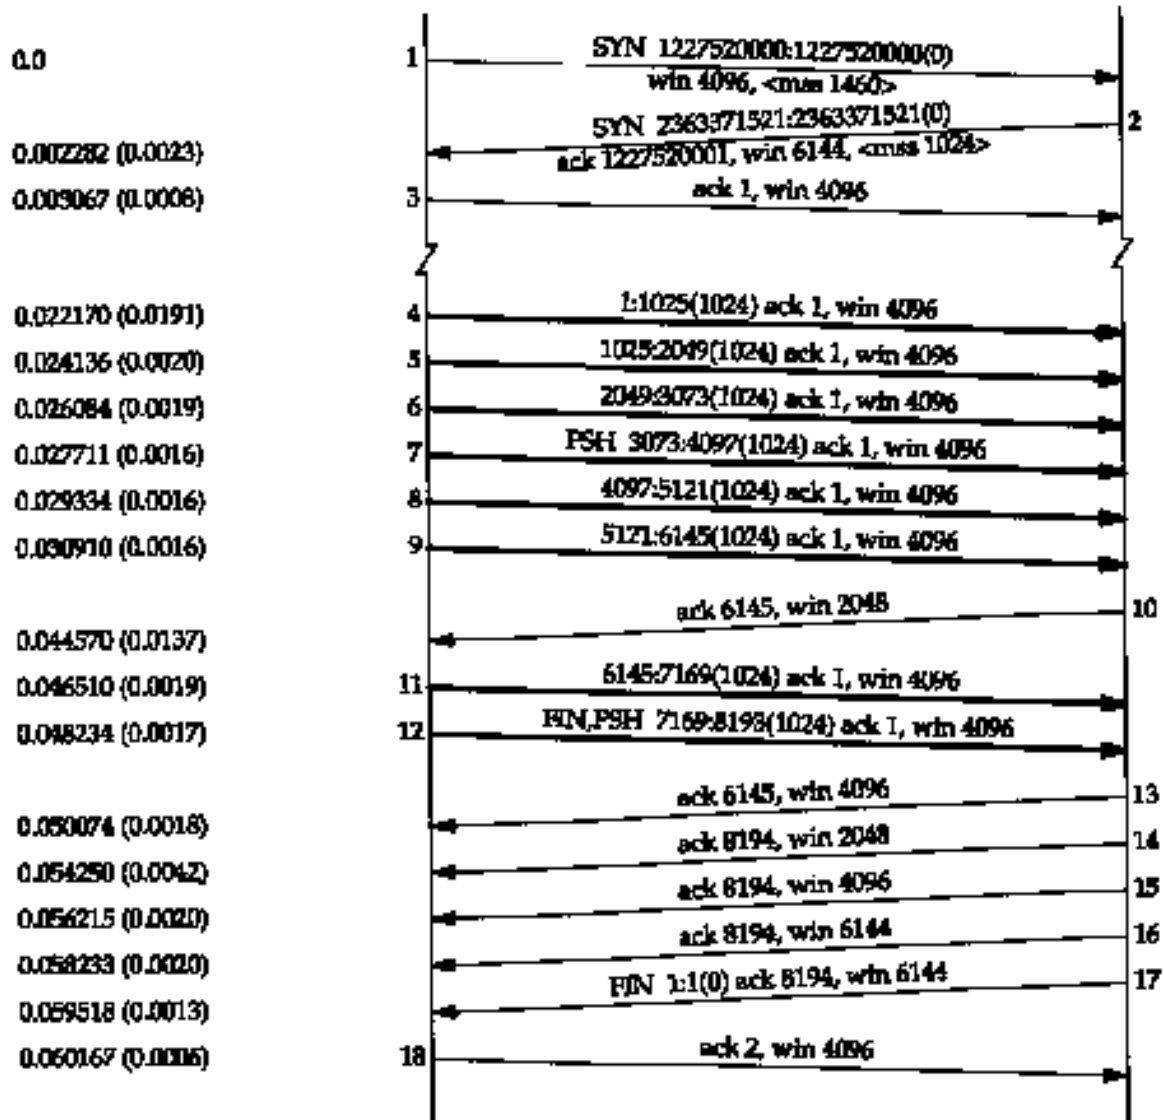 0.0 1 SYN 1227520000:1227520000(0)
win 4096, <mss 1460>
SYN 2363371521:2363371521(0) 2
0.002282 (0.0023) ack 1227520001, win 6144, <mss 1024>
0.003067 (0.0008) 3 ack 1, win 4096
0.022170 (0.0191) 4 1:1025(1024) ack 1, win 4096
0.024136 (0.0020) 5 1025:2049(1024) ack 1, win 4096
0.026084 (0.0019) 6 2049:3073(1024) ack 1, win 4096
0.027711 (0.0016) 7 PSH 3073:4097(1024) ack 1, win 4096
0.029334 (0.0016) 8 4097:5121(1024) ack 1, win 4096
0.030910 (0.0016) 9 5121:6145(1024) ack 1, win 4096
ack 6145, win 2048 10
0.044570 (0.0137)
0.046510 (0.0019) 11 6145:7169(1024) ack 1, win 4096
0.048234 (0.0017) 12 FIN,PSH 7169:8193(1024) ack 1, win 4096
ack 6145, win 4096 13
0.050074 (0.0018)
ack 8194, win 2048 14
0.054250 (0.0042)
ack 8194, win 4096 15
0.056215 (0.0020)
ack 8194, win 6144 16
0.058233 (0.0020)
FIN 1:1(0) ack 8194, win 6144 17
0.059518 (0.0013)
0.060167 (0.0006) 18 ack 2, win 4096